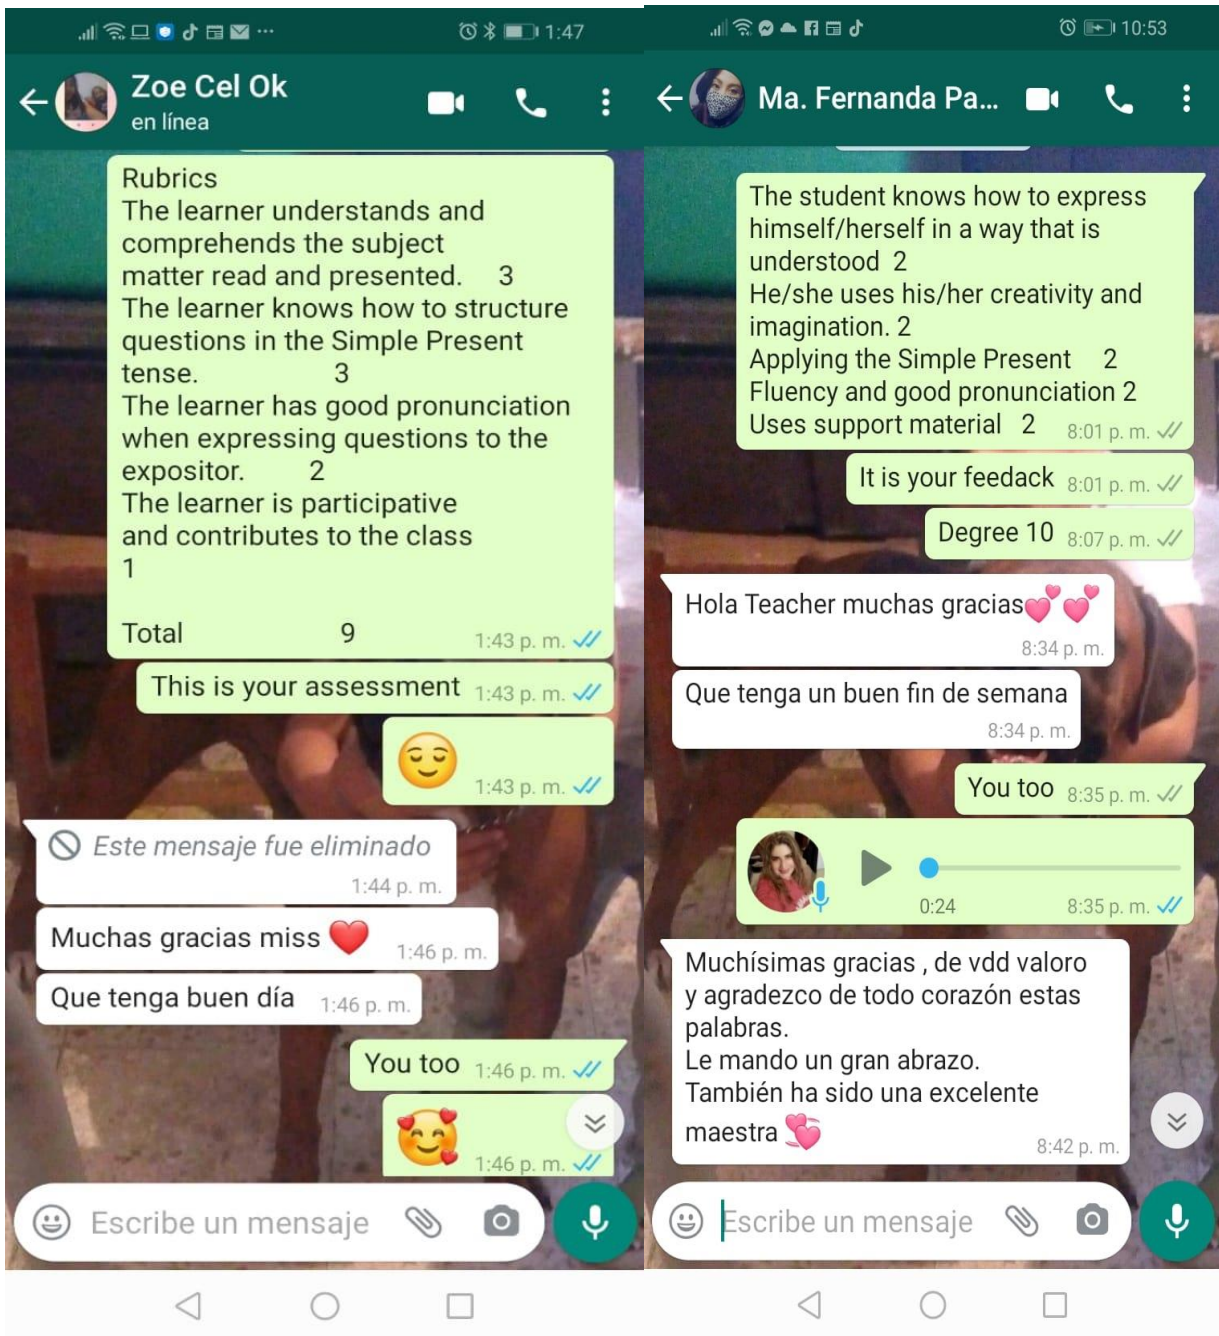 1:47
Zoe Cel Ok
en línea
Rubrics
The learner understands and
comprehends the subject
matter read and presented. 3
The learner knows how to structure
questions in the Simple Present
tense. 3
The learner has good pronunciation
when expressing questions to the
expositor. 2
The learner is participative
and contributes to the class
1
Total 9
1:43 p. m.
This is your assessment 1:43 p. m.
1:43 p. m.
Este mensaje fue eliminado
1:44 p. m.
Muchas gracias miss ❤️ 1:46 p. m.
Que tenga buen día 1:46 p. m.
You too 1:46 p. m.
1:46 p. m.
Escribe un mensaje
10:53
Ma. Fernanda Pa...
The student knows how to express
himself/herself in a way that is
understood 2
He/she uses his/her creativity and
imagination. 2
Applying the Simple Present 2
Fluency and good pronunciation 2
Uses support material 2 8:01 p. m.
It is your feedack 8:01 p. m.
Degree 10 8:07 p. m.
Hola Teacher muchas gracias💕💕
8:34 p. m.
Que tenga un buen fin de semana
8:34 p. m.
You too 8:35 p. m.
0:24 8:35 p. m.
Muchísimas gracias , de vdd valoro
y agradezco de todo corazón estas
palabras.
Le mando un gran abrazo.
También ha sido una excelente
maestra 💞
8:42 p. m.
Escribe un mensaje